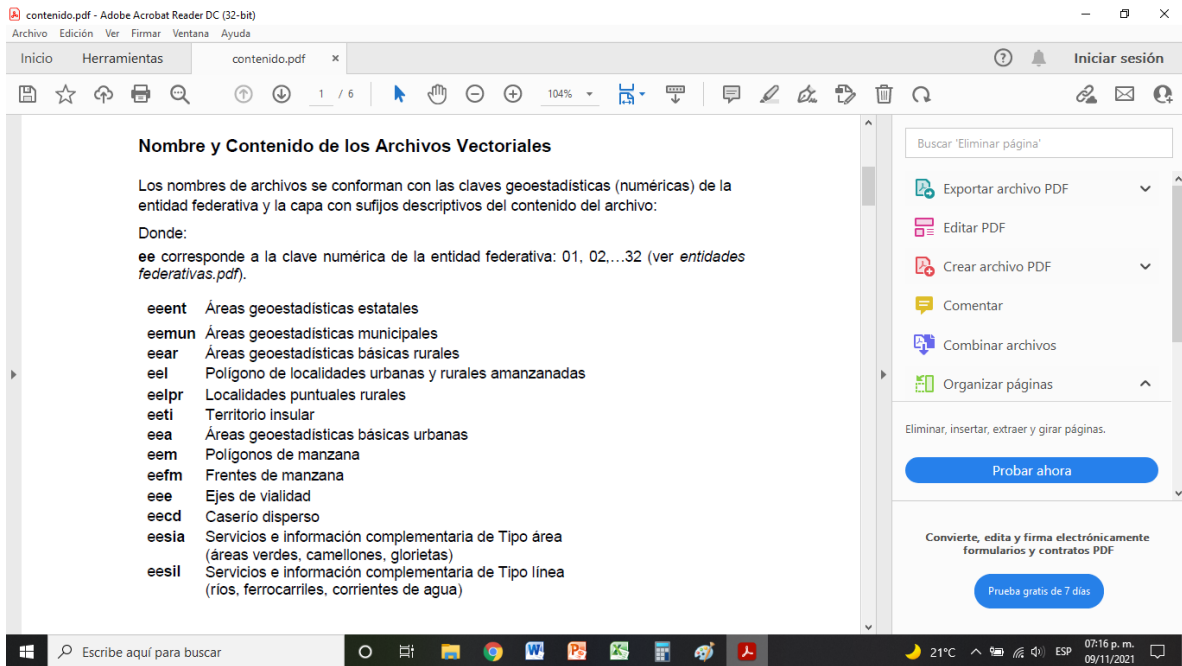 contenido.pdf - Adobe Acrobat Reader DC (32-bit)
Archivo Edición Ver Firmar Ventana Ayuda
Inicio Herramientas contenido.pdf × Iniciar sesión
1 / 6 104%
Nombre y Contenido de los Archivos Vectoriales
Los nombres de archivos se conforman con las claves geoestadísticas (numéricas) de la
entidad federativa y la capa con sufijos descriptivos del contenido del archivo:
Donde:
ee corresponde a la clave numérica de la entidad federativa: 01, 02,...32 (ver entidades
federativas.pdf).
eeent Áreas geoestadísticas estatales
eemun Áreas geoestadísticas municipales
eear Áreas geoestadísticas básicas rurales
eel Polígono de localidades urbanas y rurales amanzanadas
eelpr Localidades puntuales rurales
eeti Territorio insular
eea Áreas geoestadísticas básicas urbanas
eem Polígonos de manzana
eefm Frentes de manzana
eee Ejes de vialidad
eecd Caserío disperso
eesia Servicios e información complementaria de Tipo área
(áreas verdes, camellones, glorietas)
eesil Servicios e información complementaria de Tipo línea
(ríos, ferrocarriles, corrientes de agua)
Buscar 'Eliminar página'
Exportar archivo PDF
Editar PDF
Crear archivo PDF
Comentar
Combinar archivos
Organizar páginas
Eliminar, insertar, extraer y girar páginas.
Probar ahora
Convierte, edita y firma electrónicamente
formularios y contratos PDF
Prueba gratis de 7 días
Escribe aquí para buscar
21°C ESP 07:16 p. m.
09/11/2021